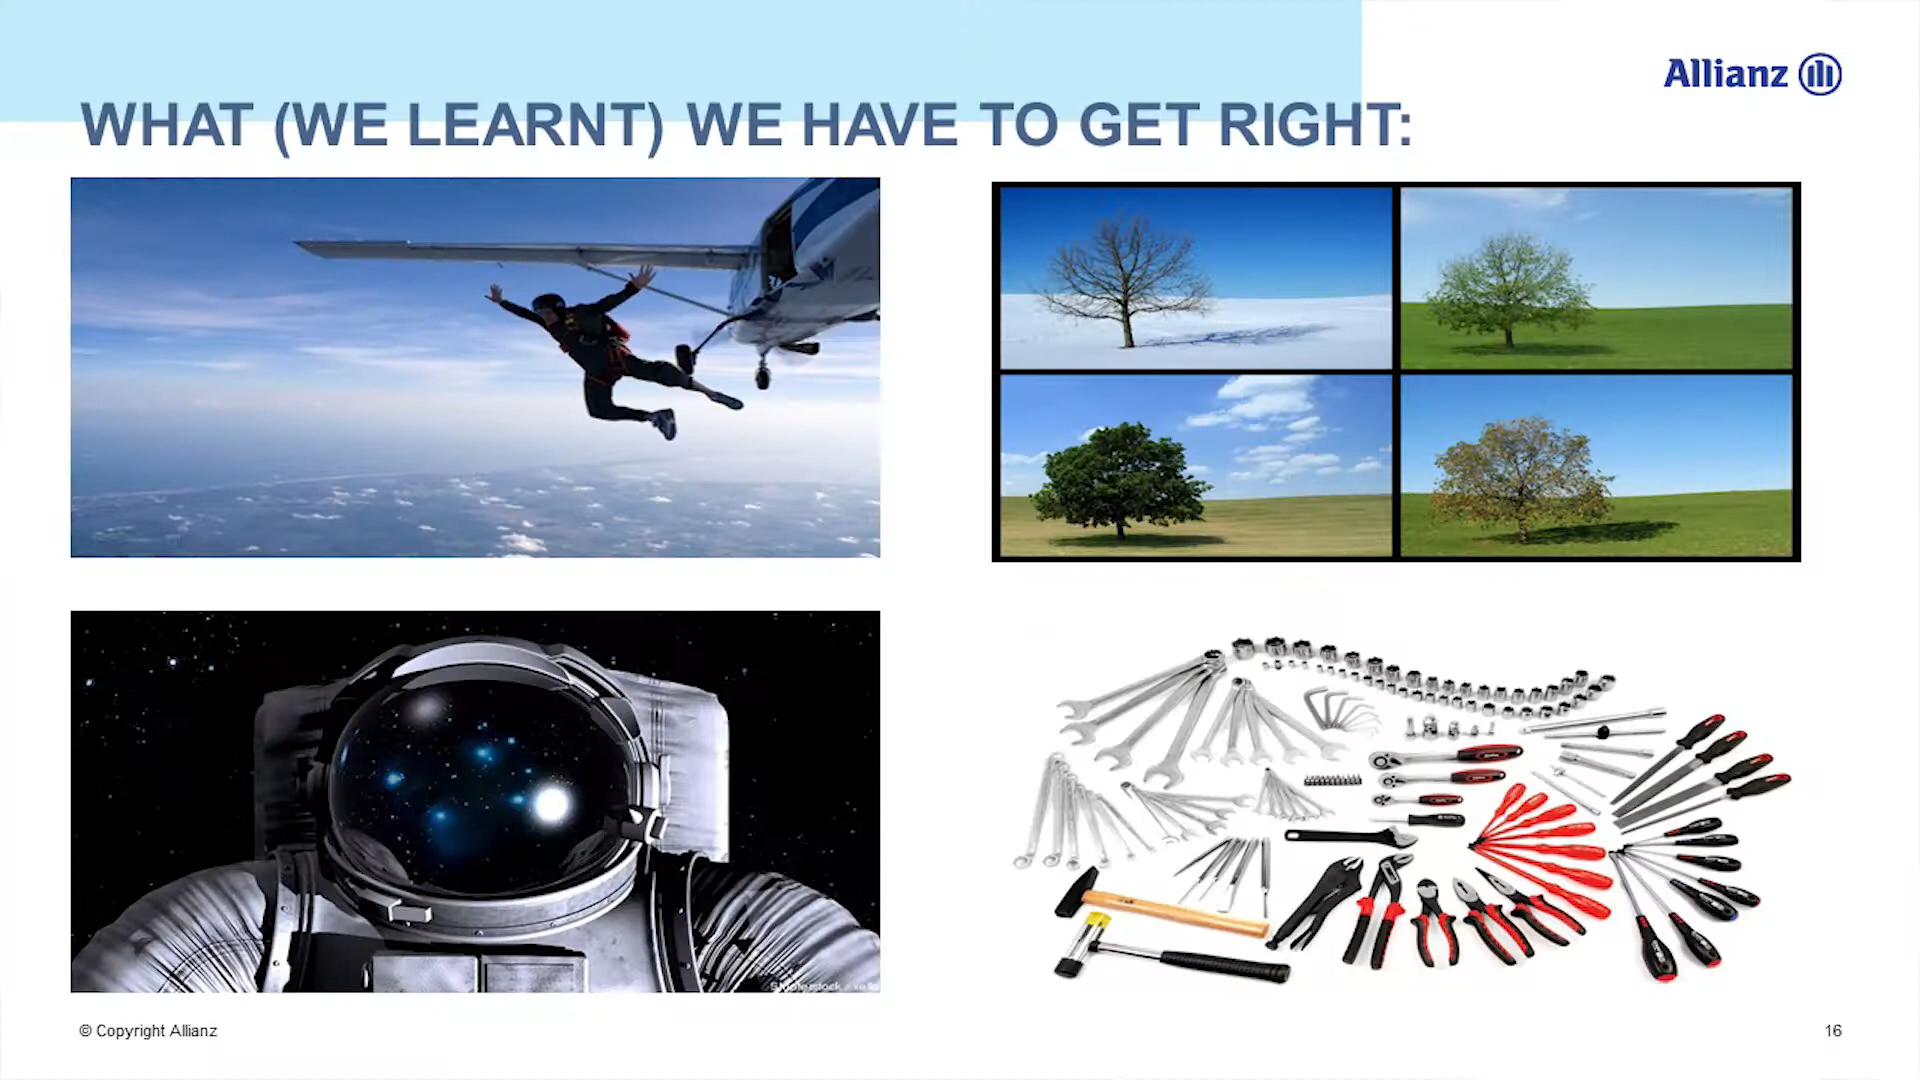 Allianz
WHAT (WE LEARNT) WE HAVE TO GET RIGHT:
© Copyright Allianz
16